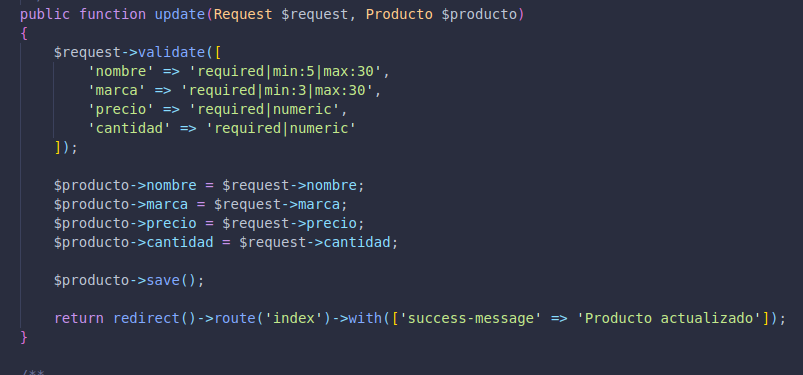 public function update(Request $request, Producto $producto)
{
    $request->validate([
        'nombre' => 'required|min:5|max:30',
        'marca' => 'required|min:3|max:30',
        'precio' => 'required|numeric',
        'cantidad' => 'required|numeric'
    ]);

    $producto->nombre = $request->nombre;
    $producto->marca = $request->marca;
    $producto->precio = $request->precio;
    $producto->cantidad = $request->cantidad;

    $producto->save();

    return redirect()->route('index')->with(['success-message' => 'Producto actualizado']);
}

/**